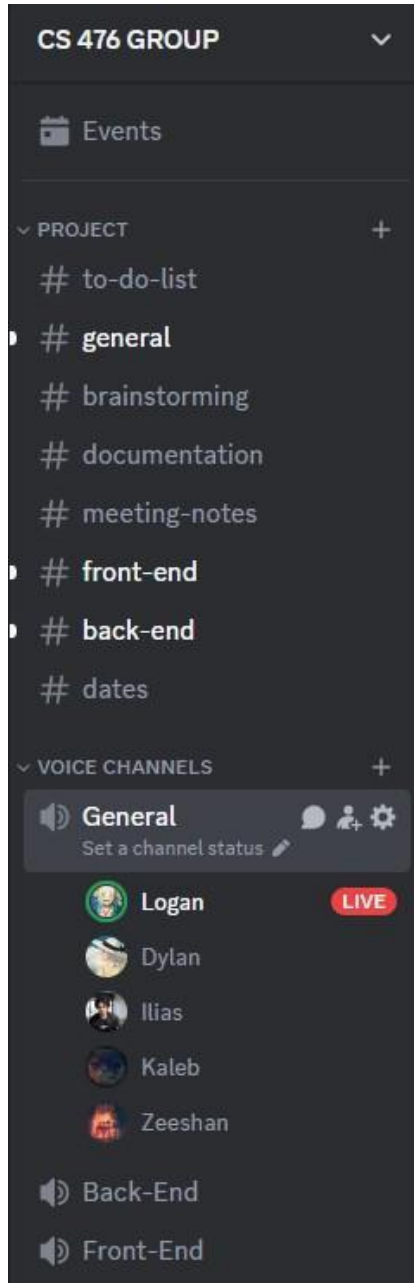 CS 476 GROUP
Events
PROJECT
# to-do-list
# general
# brainstorming
# documentation
# meeting-notes
# front-end
# back-end
# dates
VOICE CHANNELS
General
Set a channel status
Logan LIVE
Dylan
Ilias
Kaleb
Zeeshan
Back-End
Front-End